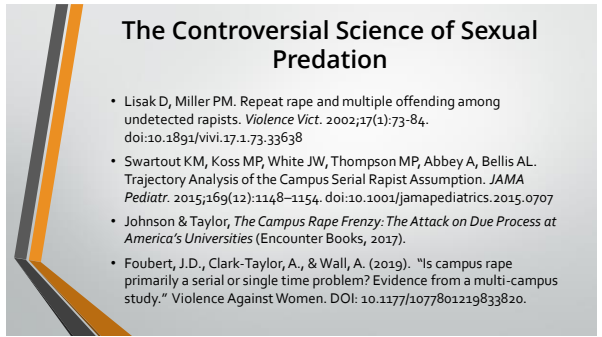 The Controversial Science of Sexual
Predation
• Lisak D, Miller PM. Repeat rape and multiple offending among
undetected rapists. Violence Vict. 2002;17(1):73-84.
doi:10.1891/vivi.17.1.73.33638
• Swartout KM, Koss MP, White JW, Thompson MP, Abbey A, Bellis AL.
Trajectory Analysis of the Campus Serial Rapist Assumption. JAMA
Pediatr. 2015;169(12):1148–1154. doi:10.1001/jamapediatrics.2015.0707
• Johnson & Taylor, The Campus Rape Frenzy: The Attack on Due Process at
America's Universities (Encounter Books, 2017).
• Foubert, J.D., Clark-Taylor, A., & Wall, A. (2019). "Is campus rape
primarily a serial or single time problem? Evidence from a multi-campus
study." Violence Against Women. DOI: 10.1177/1077801219833820.